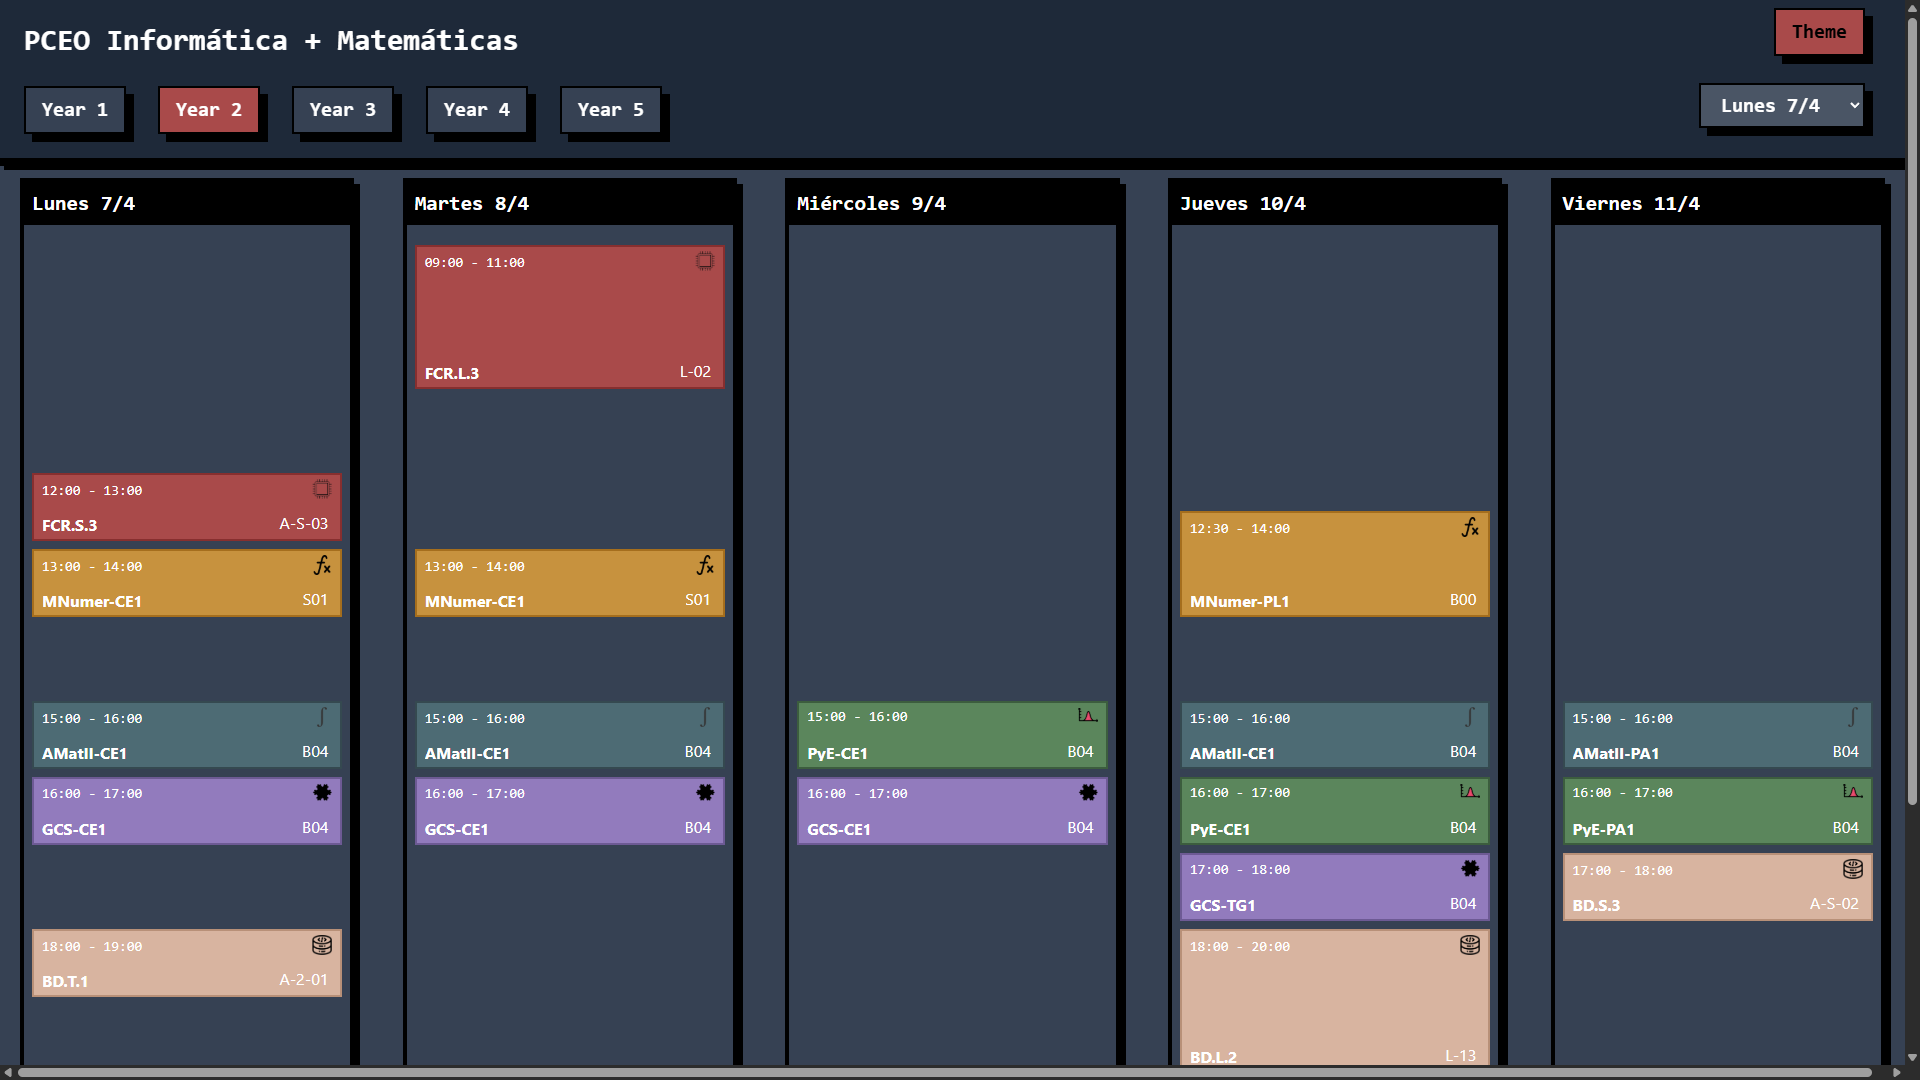 PCEO Informática + Matemáticas
Theme
Year 1
Year 2
Year 3
Year 4
Year 5
Lunes 7/4
Lunes 7/4
12:00 - 13:00
FCR.S.3
A-S-03
13:00 - 14:00
MNumer-CE1
S01
15:00 - 16:00
AMatII-CE1
B04
16:00 - 17:00
GCS-CE1
B04
18:00 - 19:00
BD.T.1
A-2-01
Martes 8/4
09:00 - 11:00
FCR.L.3
L-02
13:00 - 14:00
MNumer-CE1
S01
15:00 - 16:00
AMatII-CE1
B04
16:00 - 17:00
GCS-CE1
B04
Miércoles 9/4
15:00 - 16:00
PyE-CE1
B04
16:00 - 17:00
GCS-CE1
B04
Jueves 10/4
12:30 - 14:00
MNumer-PL1
B00
15:00 - 16:00
AMatII-CE1
B04
16:00 - 17:00
PyE-CE1
B04
17:00 - 18:00
GCS-TG1
B04
18:00 - 20:00
BD.L.2
L-13
Viernes 11/4
15:00 - 16:00
AMatII-PA1
B04
16:00 - 17:00
PyE-PA1
B04
17:00 - 18:00
BD.S.3
A-S-02